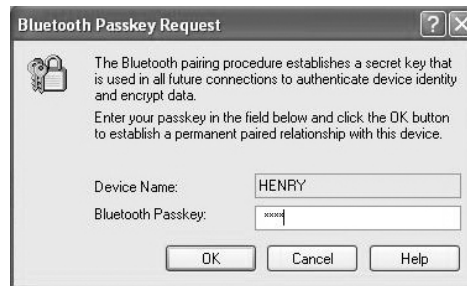 Bluetooth Passkey Request
The Bluetooth pairing procedure establishes a secret key that
is used in all future connections to authenticate device identity
and encrypt data.
Enter your passkey in the field below and click the OK button
to establish a permanent paired relationship with this device.
Device Name: HENRY
Bluetooth Passkey: ****
OK Cancel Help